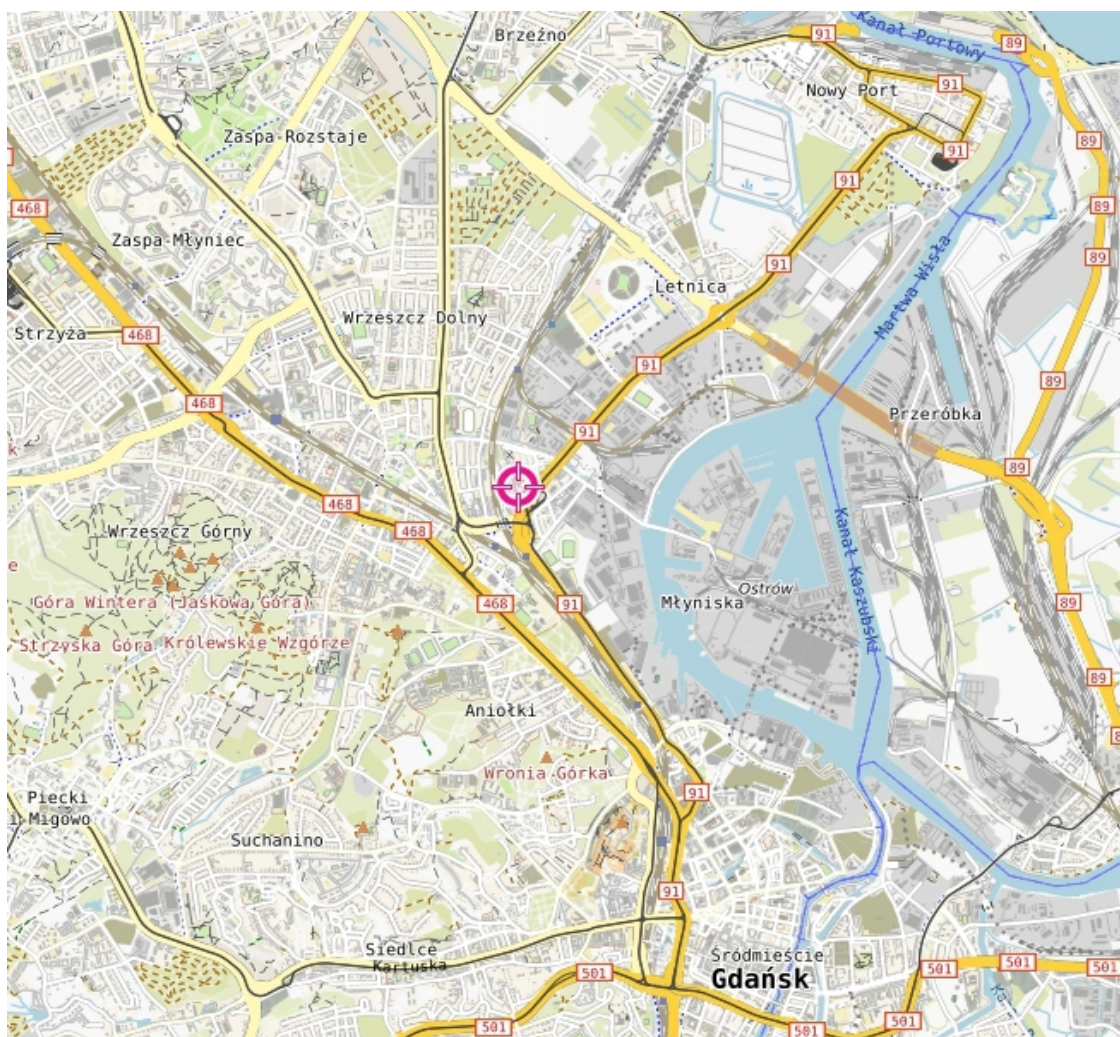 Brzeźno
91
Kanał Portowy
89
Nowy Port
91
Zaspa-Rozstaje
89
91
91
468
89
Zaspa-Młyniec
Martwa Wisła
91
89
Letnica
Wrzeszcz Dolny
Strzyża
468
91
89
468
Przeróbka
91
89
468
Wrzeszcz Górny
468
Kanał Kaszubski
Ostrów
Góra Wintera (Jaśkowa Góra)
468
91
Młyniska
89
Strzyska Góra
Królewskie Wzgórze
89
Aniołki
Wronia Górka
Piecki
i Migowo
91
Suchanino
91
Siedlce
Kartuska
Śródmieście
Gdańsk
501
501
501
501
501
501
501